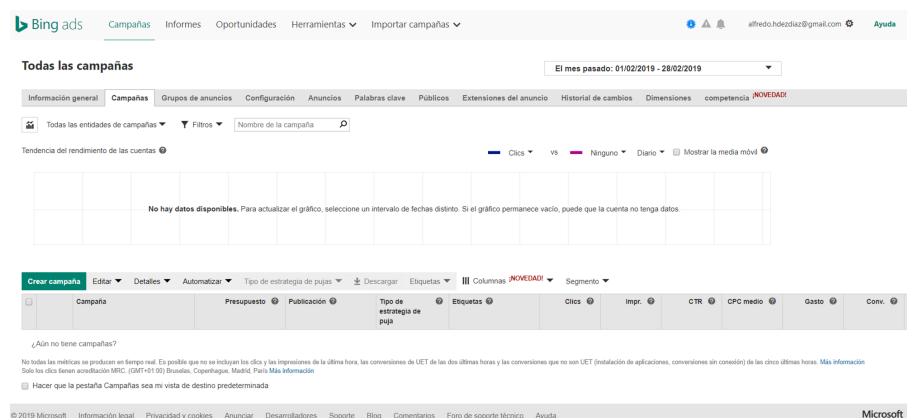 Bing ads Campañas Informes Oportunidades Herramientas Importar campañas alfredo.hdezdiaz@gmail.com Ayuda
Todas las campañas
El mes pasado: 01/02/2019 - 28/02/2019
Información general Campañas Grupos de anuncios Configuración Anuncios Palabras clave Públicos Extensiones del anuncio Historial de cambios Dimensiones competencia ¡NOVEDAD!
Todas las entidades de campañas Filtros Nombre de la campaña
Tendencia del rendimiento de las cuentas Clics vs Ninguno Diario Mostrar la media móvil
No hay datos disponibles. Para actualizar el gráfico, seleccione un intervalo de fechas distinto. Si el gráfico permanece vacío, puede que la cuenta no tenga datos.
Crear campaña Editar Detalles Automatizar Tipo de estrategia de pujas Descargar Etiquetas Columnas ¡NOVEDAD! Segmento
Campaña Presupuesto Publicación Tipo de estrategia de puja Etiquetas Clics Impr. CTR CPC medio Gasto Conv.
¿Aún no tiene campañas?
No todas las métricas se producen en tiempo real. Es posible que no se incluyan los clics y las impresiones de la última hora, las conversiones de UET de las dos últimas horas y las conversiones que no son UET (instalación de aplicaciones, conversiones sin conexión) de las cinco últimas horas. Más información
Solo los clics tienen acreditación MRC. (GMT+01:00) Bruselas, Copenhague, Madrid, París Más información
Hacer que la pestaña Campañas sea mi vista de destino predeterminada
© 2019 Microsoft Información legal Privacidad y cookies Anunciar Desarrolladores Soporte Blog Comentarios Foro de soporte técnico Ayuda Microsoft